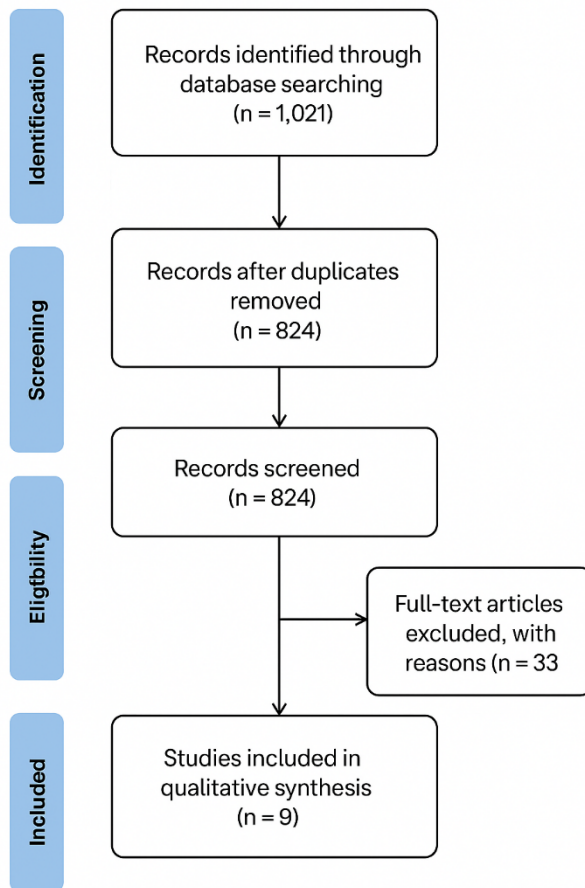 Identification
Records identified through
database searching
(n = 1,021)
Screening
Records after duplicates
removed
(n = 824)
Records screened
(n = 824)
Eligtbility
Full-text articles
excluded, with
reasons (n = 33
Included
Studies included in
qualitative synthesis
(n = 9)